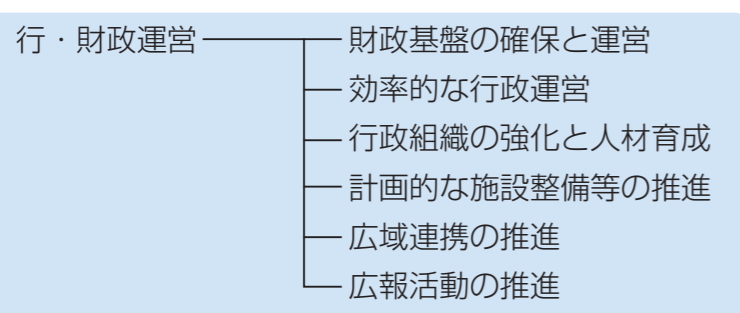 行・財政運営 財政基盤の確保と運営
効率的な行政運営
行政組織の強化と人材育成
計画的な施設整備等の推進
広域連携の推進
広報活動の推進